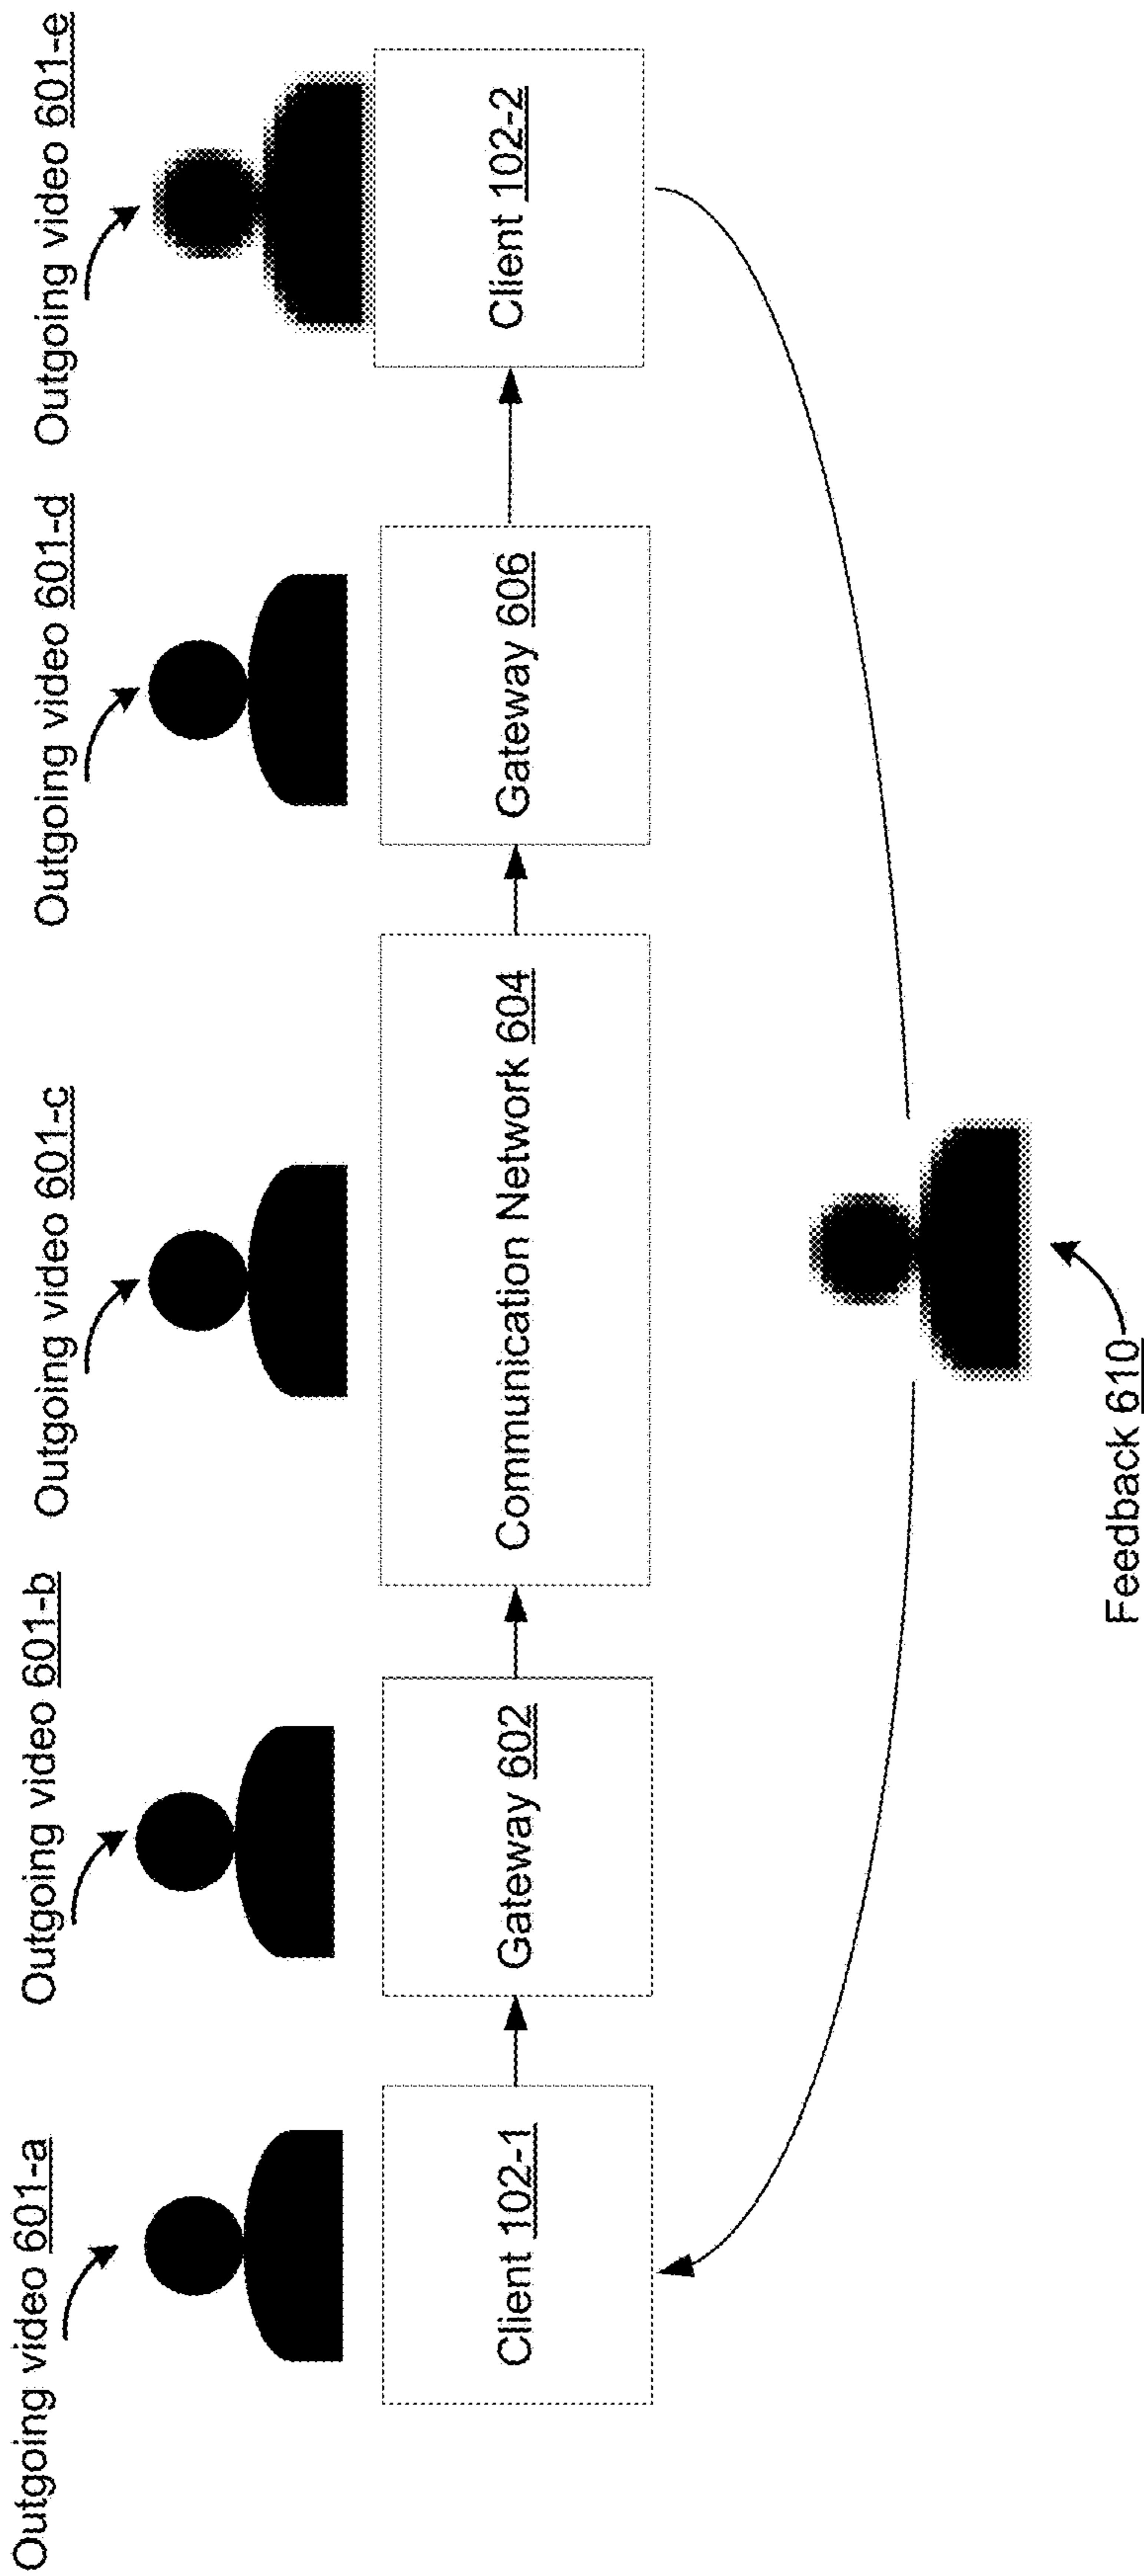 Outgoing video 601-a
Outgoing video 601-b
Outgoing video 601-c
Outgoing video 601-d
Outgoing video 601-e
Client 102-1
Gateway 602
Communication Network 604
Gateway 606
Client 102-2
Feedback 610